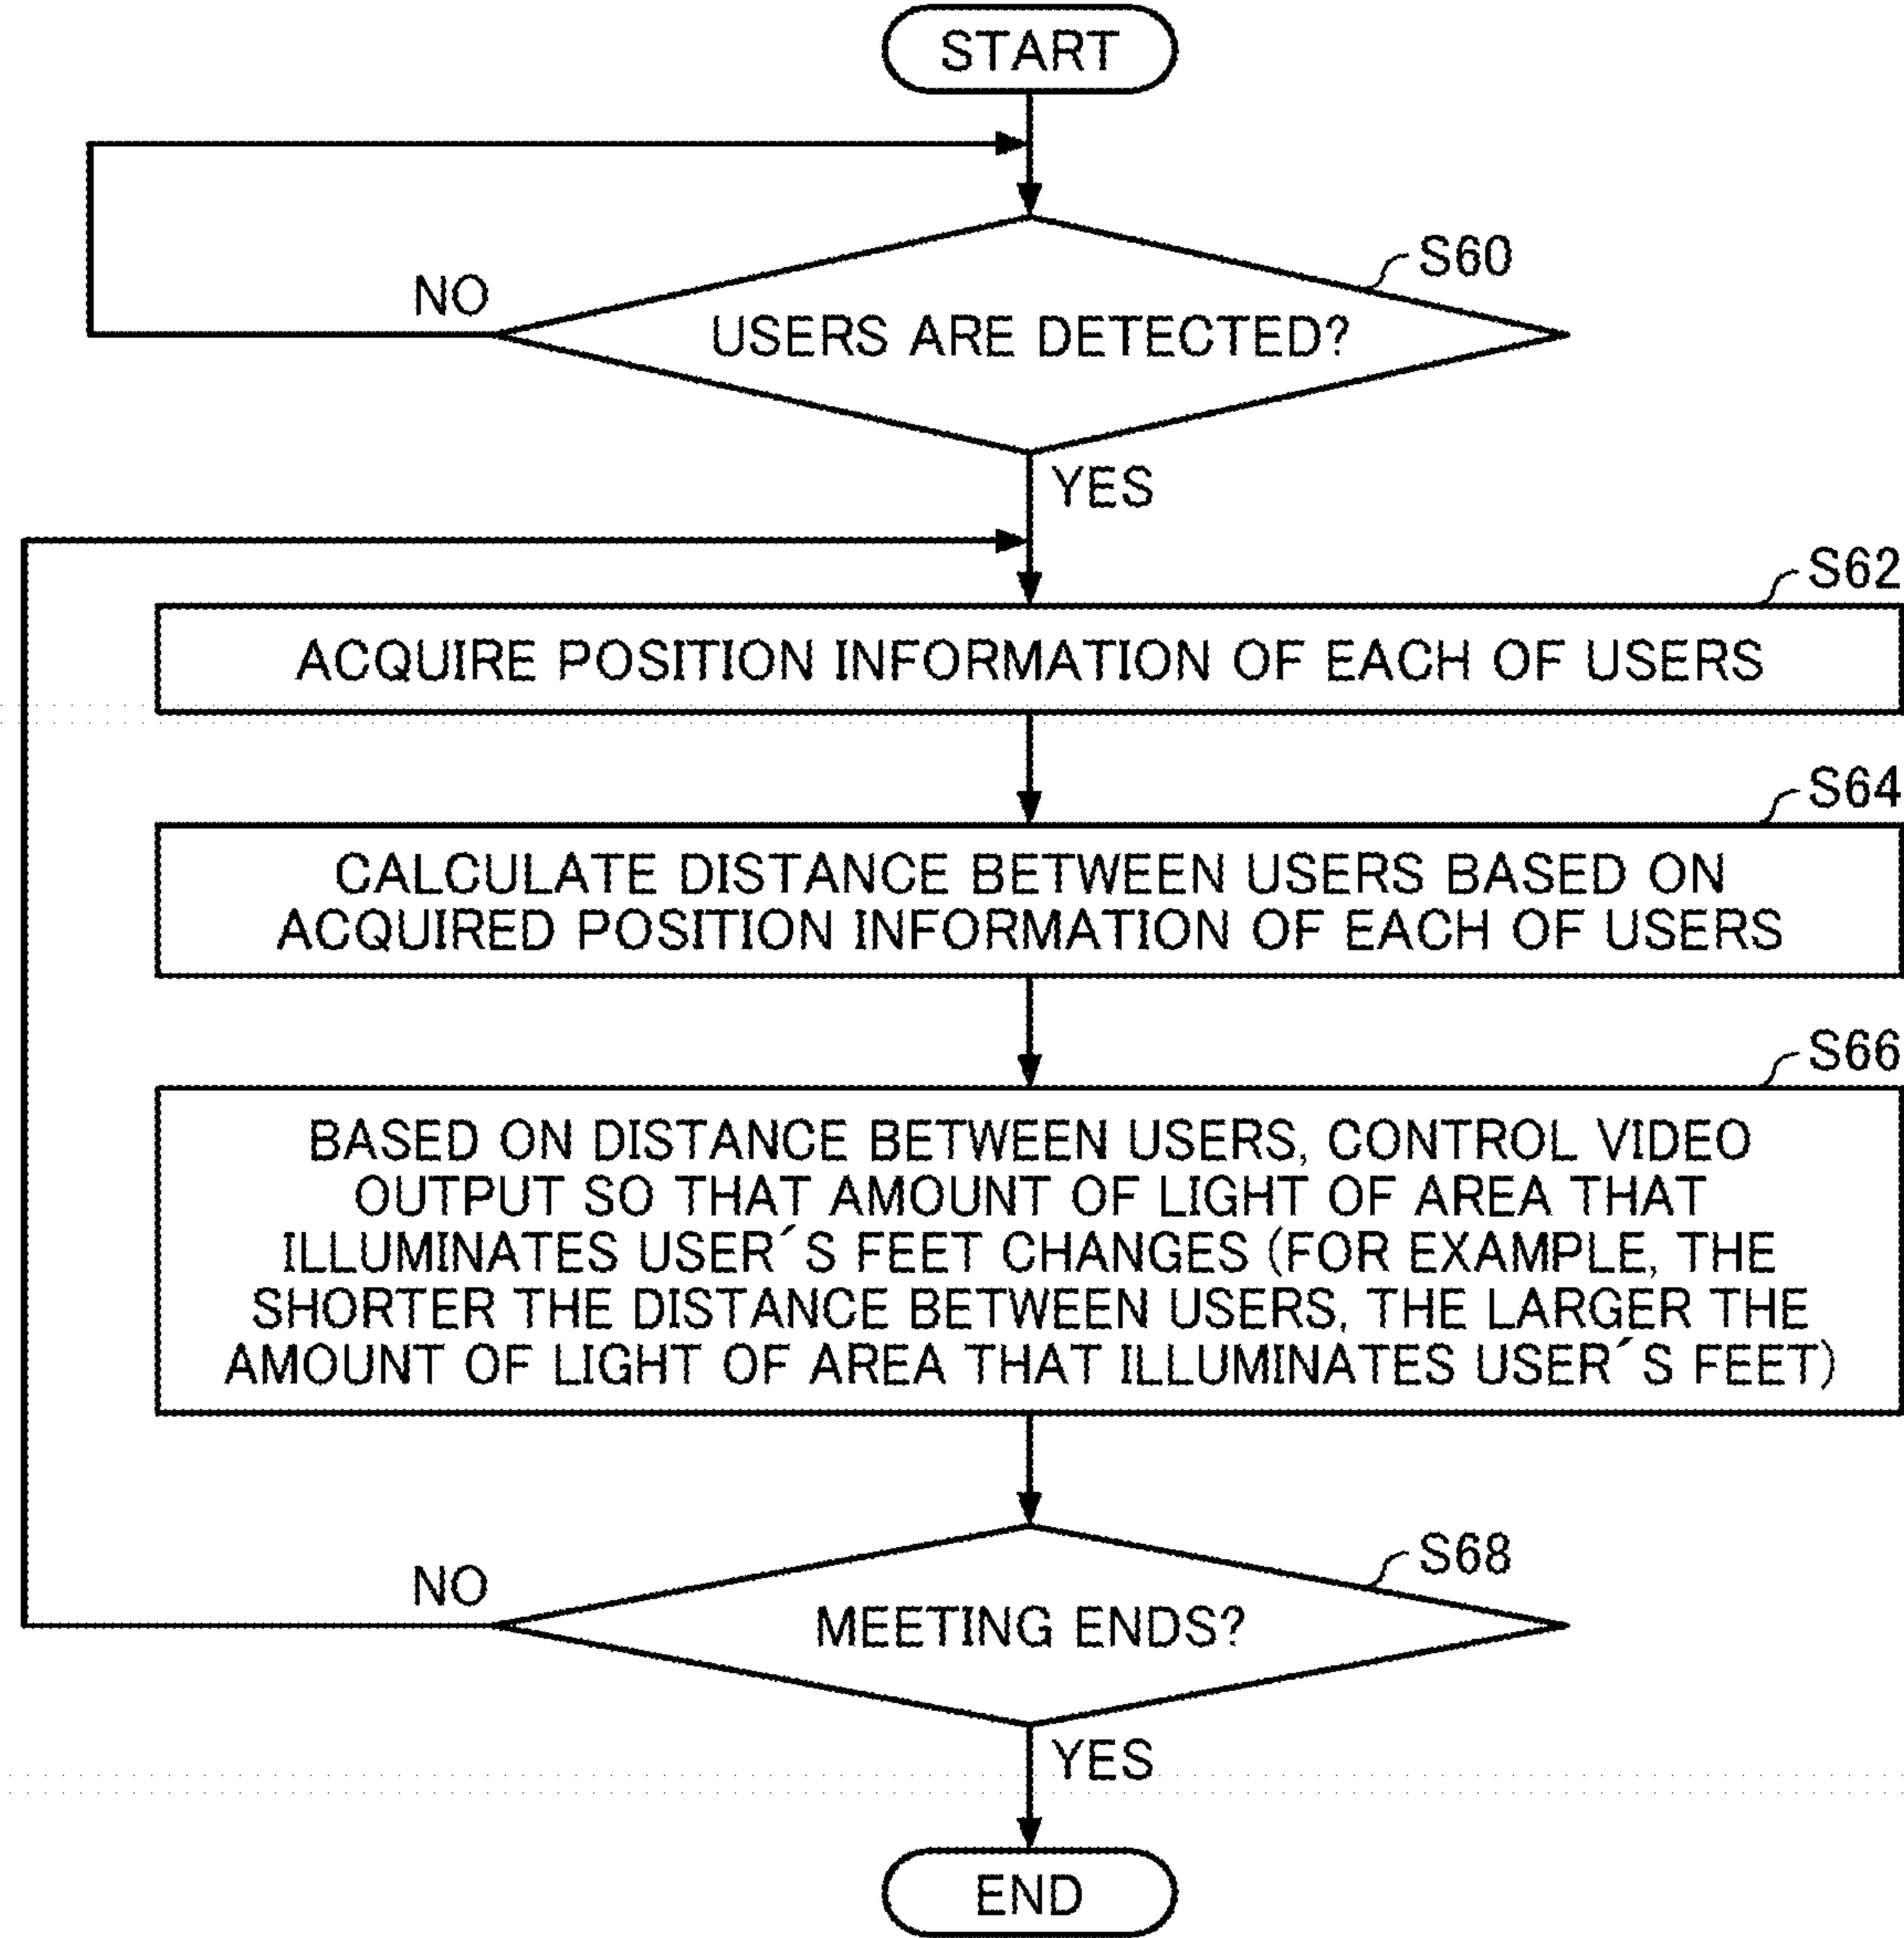 START
S60
NO
USERS ARE DETECTED?
YES
S62
ACQUIRE POSITION INFORMATION OF EACH OF USERS
S64
CALCULATE DISTANCE BETWEEN USERS BASED ON
ACQUIRED POSITION INFORMATION OF EACH OF USERS
S66
BASED ON DISTANCE BETWEEN USERS, CONTROL VIDEO
OUTPUT SO THAT AMOUNT OF LIGHT OF AREA THAT
ILLUMINATES USER´S FEET CHANGES (FOR EXAMPLE, THE
SHORTER THE DISTANCE BETWEEN USERS, THE LARGER THE
AMOUNT OF LIGHT OF AREA THAT ILLUMINATES USER´S FEET)
S68
NO
MEETING ENDS?
YES
END